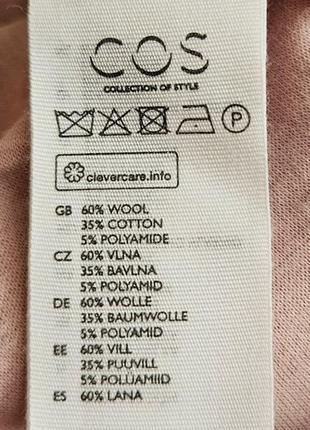 COS
COLLECTION OF STYLE
P
clevercare.info
GB 60% WOOL
35% COTTON
5% POLYAMIDE
CZ 60% VLNA
35% BAVLNA
5% POLYAMID
DE 60% WOLLE
35% BAUMWOLLE
5% POLYAMID
EE 60% VILL
35% PUUVILL
5% POLÜAMIID
ES 60% LANA